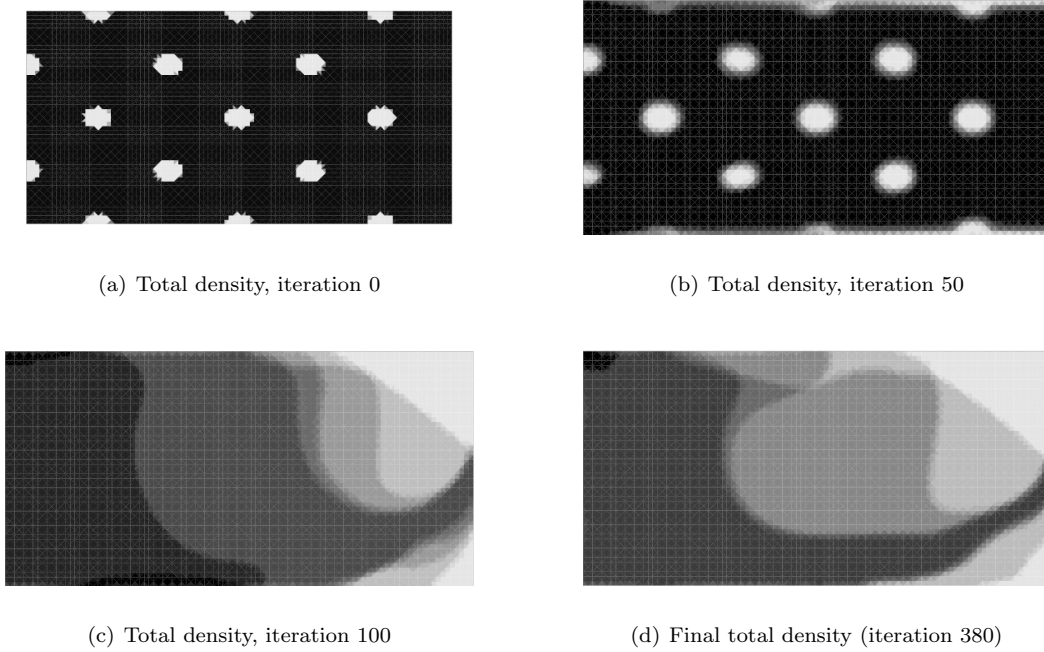 (a) Total density, iteration 0
(b) Total density, iteration 50
(c) Total density, iteration 100
(d) Final total density (iteration 380)